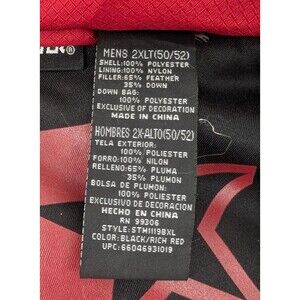 MENS 2XLT(50/52)
SHELL:100% POLYESTER
LINING:100% NYLON
FILLER:65% FEATHER
35% DOWN
DOWN BAG:
100% POLYESTER
EXCLUSIVE OF DECORATION
MADE IN CHINA
HOMBRES 2X-ALTO(50/52)
TELA EXTERIOR:
100% POLIESTER
FORRO:100% NILON
RELLENO:65% PLUMA
35% PLUMON
BOLSA DE PLUMON:
100% POLIESTER
EXCLUSIVO DE DECORACION
HECHO EN CHINA
RN 99306
STYLE: STM1119BXL
COLOR: BLACK/RICH RED
UPC: 66046931019